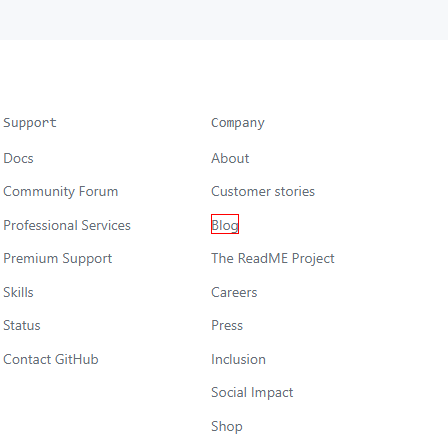 Support
Docs
Community Forum
Professional Services
Premium Support
Skills
Status
Contact GitHub
Company
About
Customer stories
Blog
The ReadME Project
Careers
Press
Inclusion
Social Impact
Shop